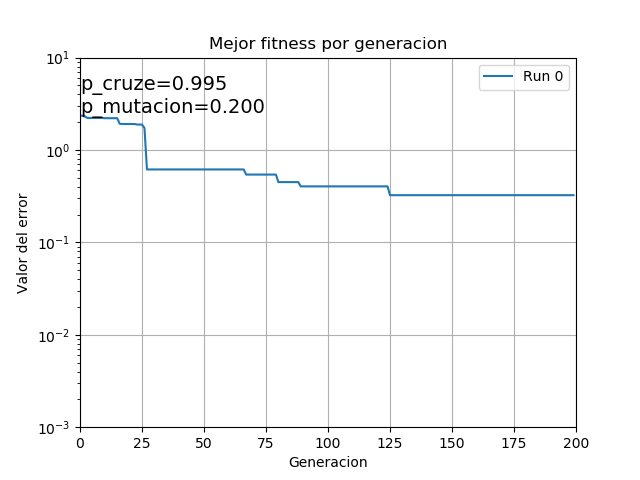 Mejor fitness por generacion
10^1
p_cruze=0.995
p_mutacion=0.200
Run 0
10^0
Valor del error
10^-1
10^-2
10^-3
0 25 50 75 100 125 150 175 200
Generacion